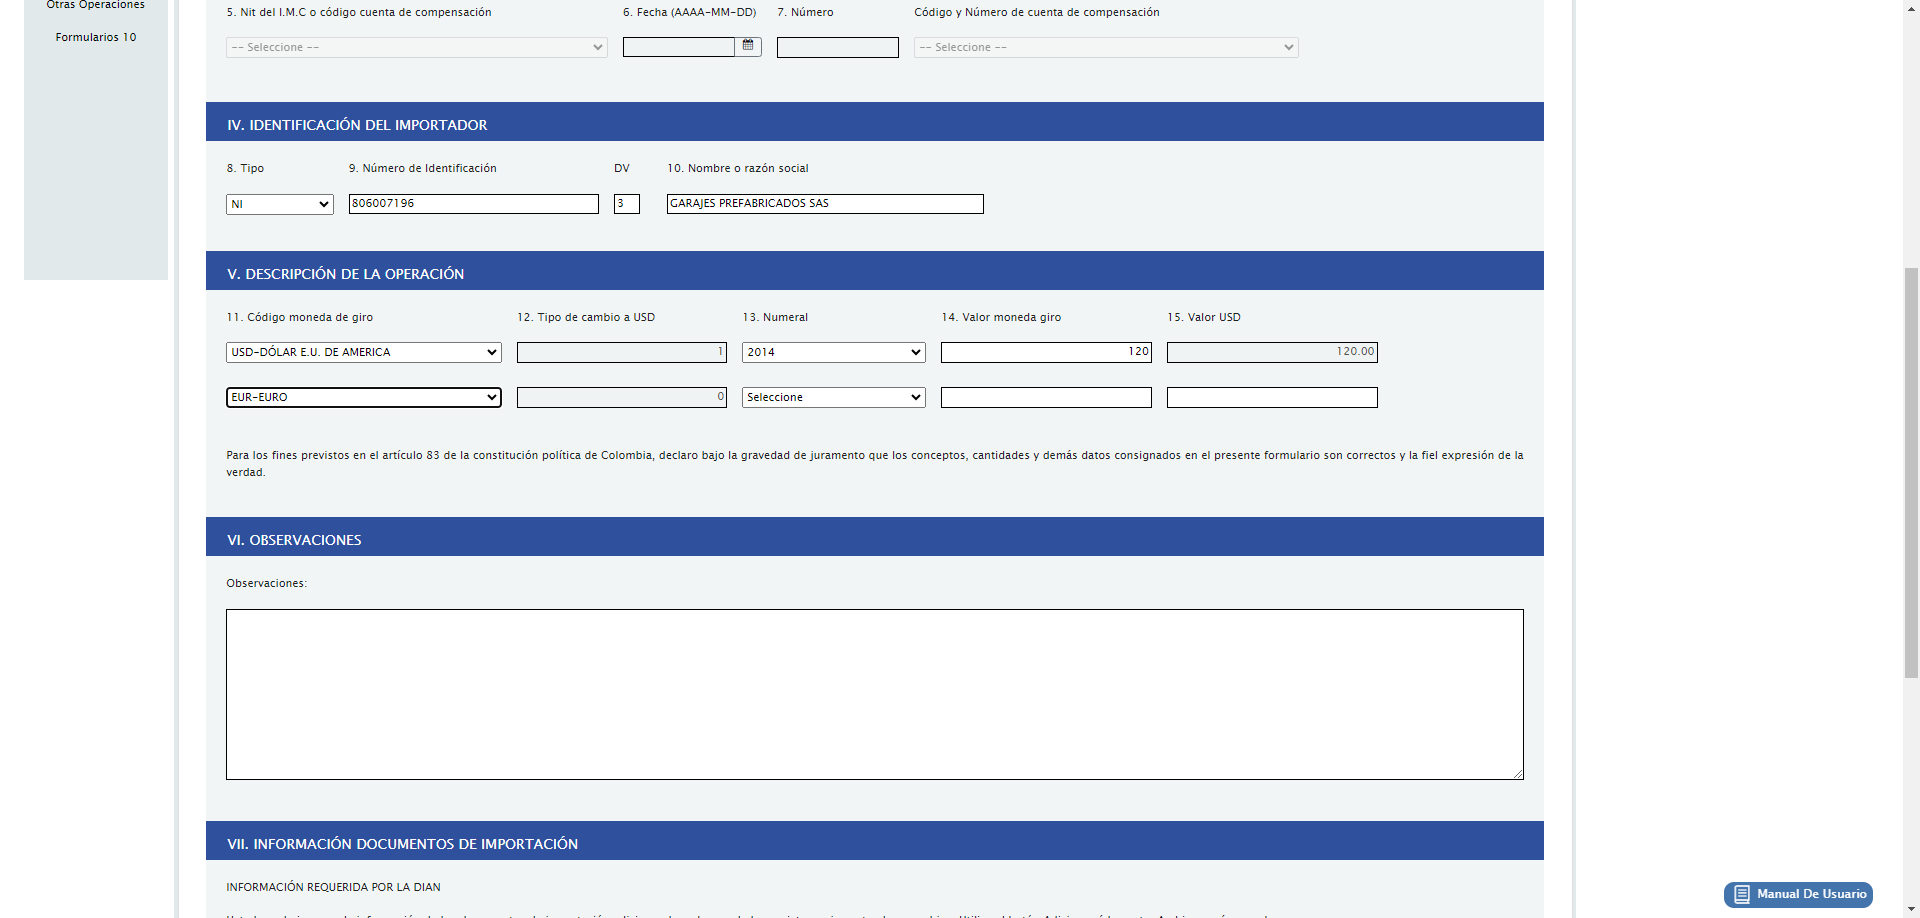 Otras Operaciones
Formularios 10
5. Nit del I.M.C o código cuenta de compensación
6. Fecha (AAAA-MM-DD)
7. Número
Código y Número de cuenta de compensación
-- Seleccione --
-- Seleccione --
IV. IDENTIFICACIÓN DEL IMPORTADOR
8. Tipo
9. Número de Identificación
DV
10. Nombre o razón social
NI
806007196
3
GARAJES PREFABRICADOS SAS
V. DESCRIPCIÓN DE LA OPERACIÓN
11. Código moneda de giro
12. Tipo de cambio a USD
13. Numeral
14. Valor moneda giro
15. Valor USD
USD-DÓLAR E.U. DE AMERICA
1
2014
120
120.00
EUR-EURO
0
Seleccione
Para los fines previstos en el artículo 83 de la constitución política de Colombia, declaro bajo la gravedad de juramento que los conceptos, cantidades y demás datos consignados en el presente formulario son correctos y la fiel expresión de la
verdad.
VI. OBSERVACIONES
Observaciones:
VII. INFORMACIÓN DOCUMENTOS DE IMPORTACIÓN
INFORMACIÓN REQUERIDA POR LA DIAN
Manual De Usuario